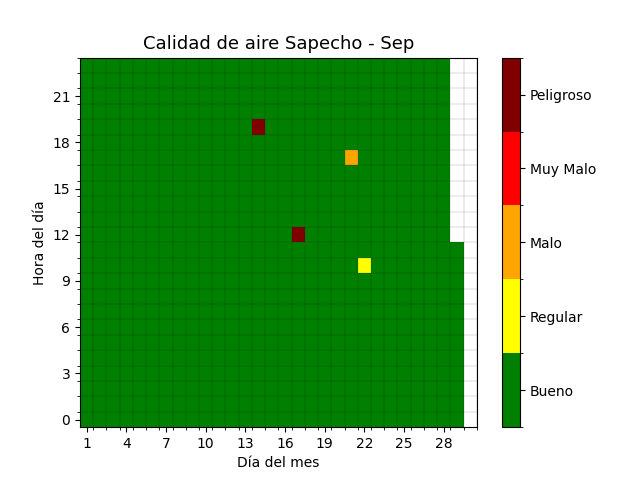 Calidad de aire Sapecho - Sep
Hora del día
21
18
15
12
9
6
3
0
1 4 7 10 13 16 19 22 25 28
Día del mes
Peligroso
Muy Malo
Malo
Regular
Bueno